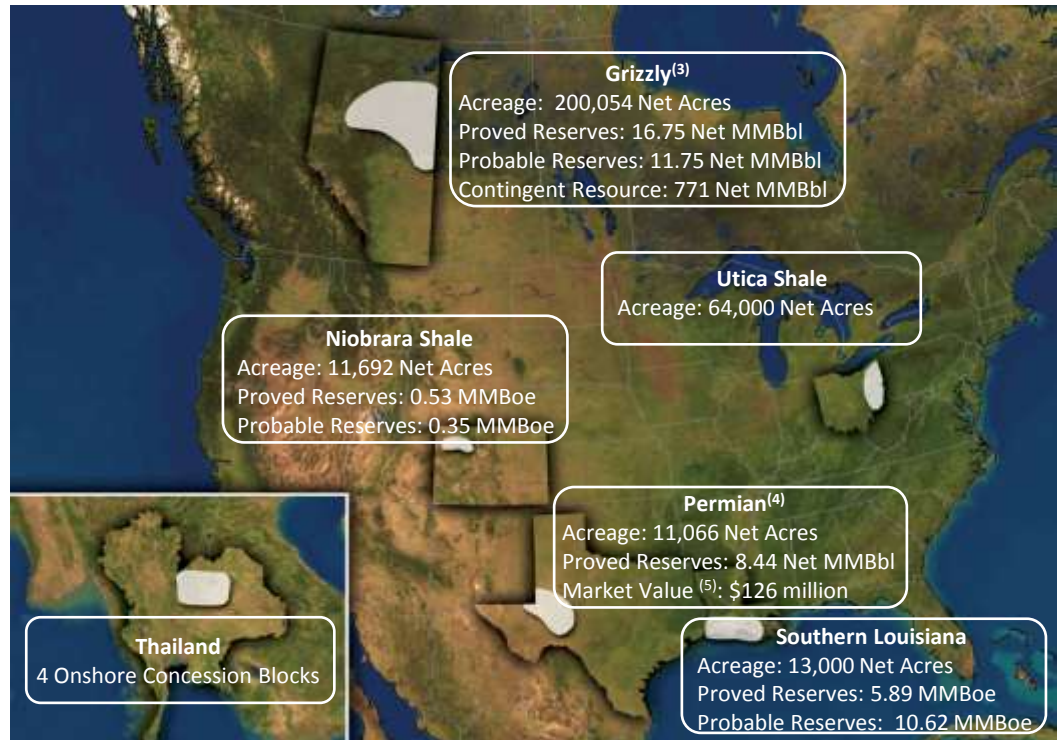 Grizzly(3)
Acreage: 200,054 Net Acres
Proved Reserves: 16.75 Net MMBbl
Probable Reserves: 11.75 Net MMBbl
Contingent Resource: 771 Net MMBbl
Utica Shale
Acreage: 64,000 Net Acres
Niobrara Shale
Acreage: 11,692 Net Acres
Proved Reserves: 0.53 MMBoe
Probable Reserves: 0.35 MMBoe
Permian(4)
Acreage: 11,066 Net Acres
Proved Reserves: 8.44 Net MMBbl
Market Value (5): $126 million
Thailand
4 Onshore Concession Blocks
Southern Louisiana
Acreage: 13,000 Net Acres
Proved Reserves: 5.89 MMBoe
Probable Reserves: 10.62 MMBoe